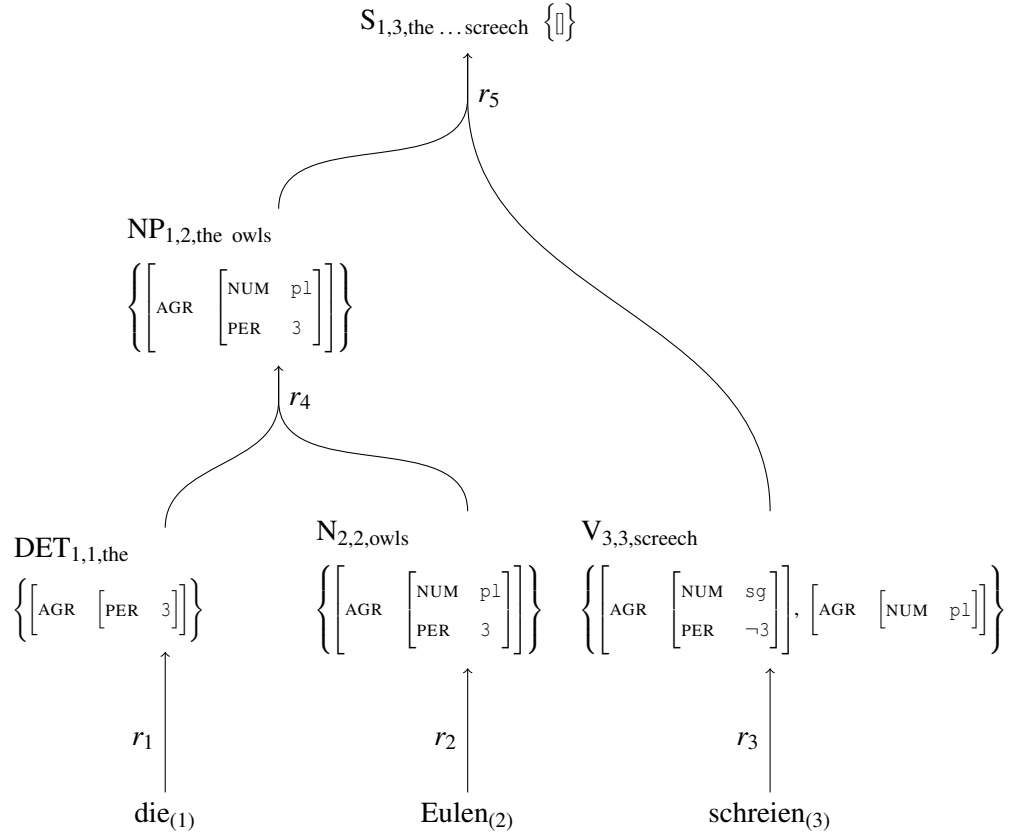 S1,3,the …screech {[]}
r5
NP1,2,the owls
{[AGR [NUM pl
PER 3]]}
r4
DET1,1,the
{[AGR [PER 3]]}
N2,2,owls
{[AGR [NUM pl
PER 3]]}
V3,3,screech
{[AGR [NUM sg
PER ¬3]], [AGR [NUM pl]]}
r1 r2 r3
die(1) Eulen(2) schreien(3)